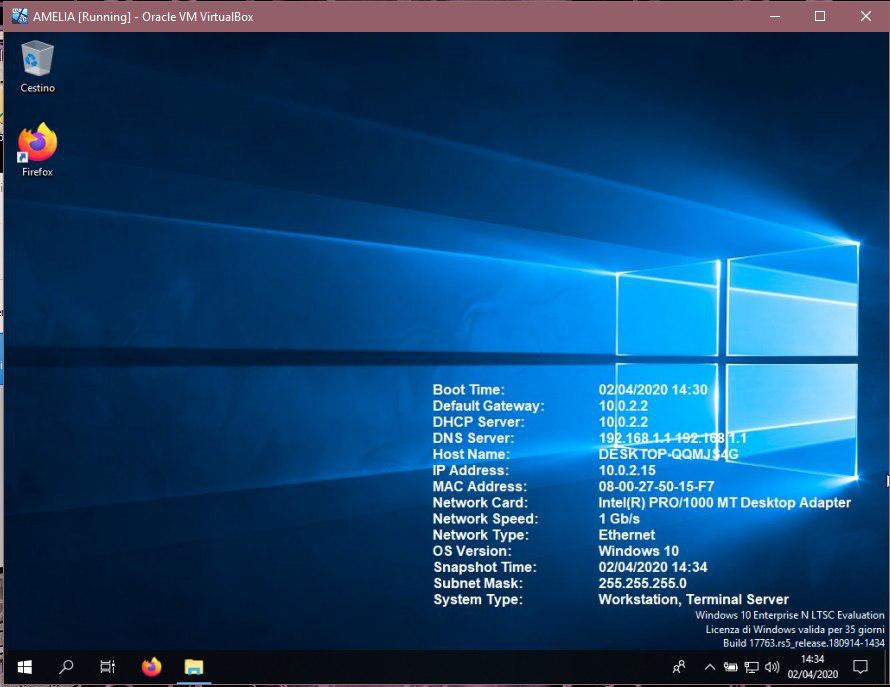 AMELIA [Running] - Oracle VM VirtualBox
Cestino
Firefox
Boot Time: 02/04/2020 14:30
Default Gateway: 10.0.2.2
DHCP Server: 10.0.2.2
DNS Server: 192.168.1.1 192.168.1.1
Host Name: DESKTOP-QQMJS4G
IP Address: 10.0.2.15
MAC Address: 08-00-27-50-15-F7
Network Card: Intel(R) PRO/1000 MT Desktop Adapter
Network Speed: 1 Gb/s
Network Type: Ethernet
OS Version: Windows 10
Snapshot Time: 02/04/2020 14:34
Subnet Mask: 255.255.255.0
System Type: Workstation, Terminal Server
Windows 10 Enterprise N LTSC Evaluation
Licenza di Windows valida per 35 giorni
Build 17763.rs5_release.180914-1434
14:34
02/04/2020